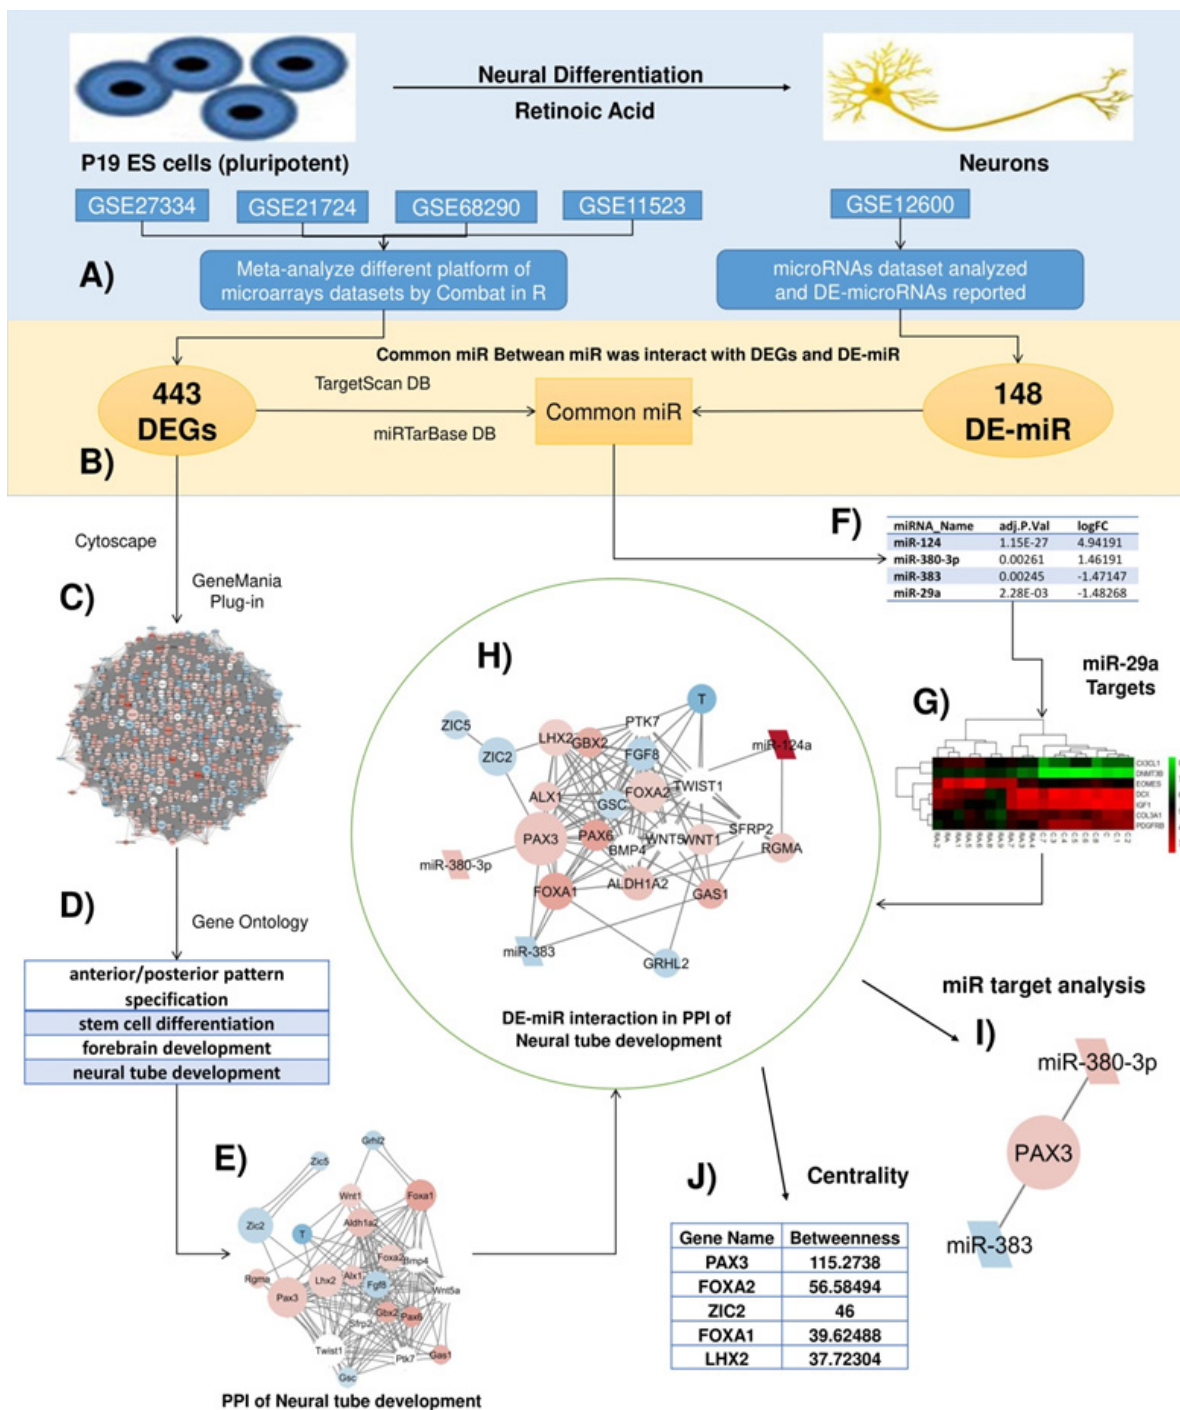 Neural Differentiation
Retinoic Acid
P19 ES cells (pluripotent)
Neurons
GSE27334
GSE21724
GSE68290
GSE11523
GSE12600
A)
Meta-analyze different platform of
microarrays datasets by Combat in R
microRNAs dataset analyzed
and DE-microRNAs reported
Common miR Betwean miR was interact with DEGs and DE-miR
443
DEGs
TargetScan DB
miRTarBase DB
Common miR
148
DE-miR
B)
Cytoscape
GeneMania
Plug-in
C)
F)
miRNA_Name adj.P.Val logFC
miR-124 1.15E-27 4.94191
miR-380-3p 0.00261 1.46191
miR-383 0.00245 -1.47147
miR-29a 2.28E-03 -1.48268
miR-29a
Targets
G)
CX3CL1
DNMT3B
EOMES
DCX
IGF1
COL3A1
PDGFRB
H)
T
ZIC5
ZIC2
LHX2
GBX2
PTK7
FGF8
miR-124a
ALX1
GSC
FOXA2
TWIST1
PAX3
PAX6
BMP4
WNT5
WNT1
SFRP2
RGMA
miR-380-3p
FOXA1
ALDH1A2
GAS1
miR-383
GRHL2
DE-miR interaction in PPI of
Neural tube development
D)
Gene Ontology
anterior/posterior pattern
specification
stem cell differentiation
forebrain development
neural tube development
E)
Grhl2
Zic5
Wnt1
Foxa1
Zic2
T
Aldh1a2
Foxa2
Bmp4
Rgma
Lhx2
Alx1
Fgf8
Wnt5a
Pax3
Gbx2
Pax6
Sfrp2
Twist1
Ptk7
Gas1
Gsc
PPI of Neural tube development
miR target analysis
I)
miR-380-3p
PAX3
miR-383
J)
Centrality
Gene Name Betweenness
PAX3 115.2738
FOXA2 56.58494
ZIC2 46
FOXA1 39.62488
LHX2 37.72304